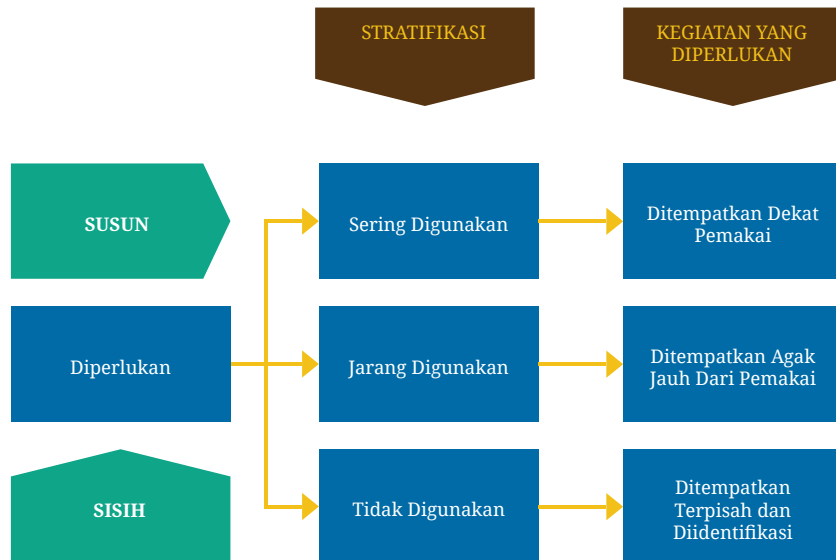 STRATIFIKASI
KEGIATAN YANG
DIPERLUKAN
SUSUN
Sering Digunakan
Ditempatkan Dekat
Pemakai
Diperlukan
Jarang Digunakan
Ditempatkan Agak
Jauh Dari Pemakai
SISIH
Tidak Digunakan
Ditempatkan
Terpisah dan
Diidentifikasi